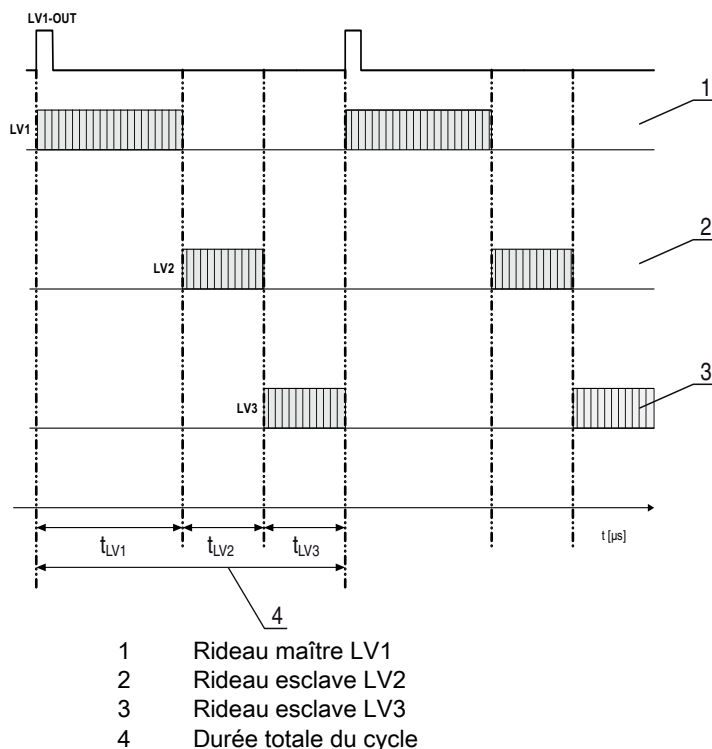 LV1-OUT
LV1
1
LV2
2
LV3
3
tLV1 tLV2 tLV3 t [µs]
4
1 Rideau maître LV1
2 Rideau esclave LV2
3 Rideau esclave LV3
4 Durée totale du cycle